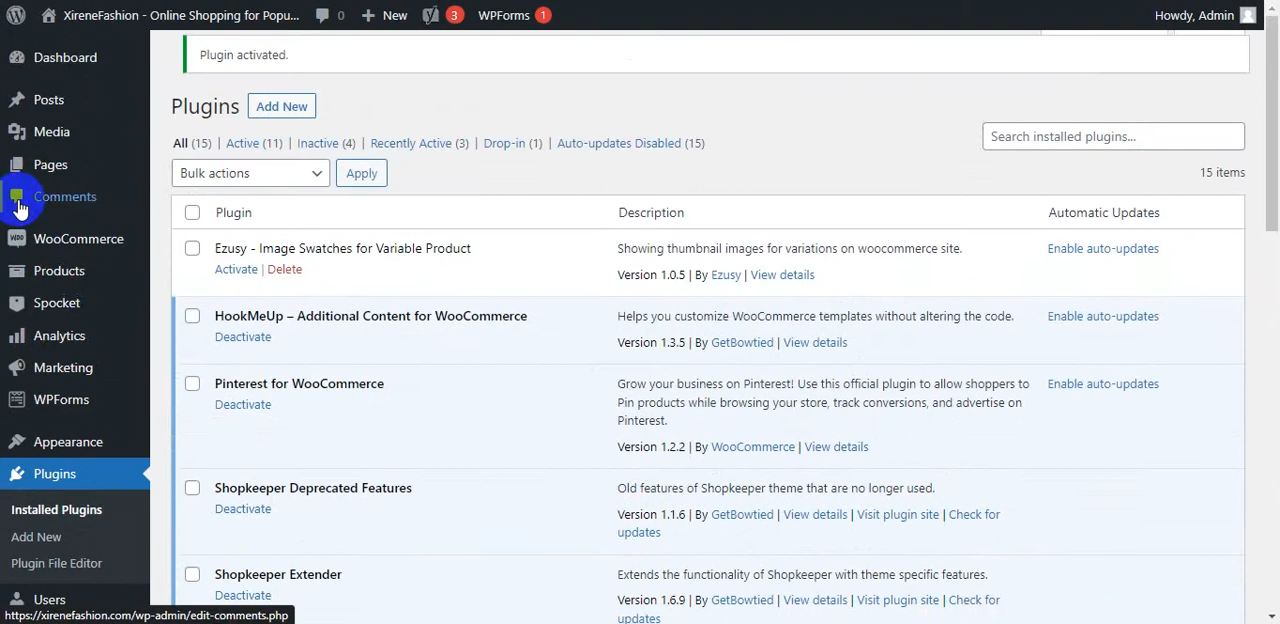 XireneFashion - Online Shopping for Popu... 0 New 3 WPForms 1 Howdy, Admin
Dashboard
Posts
Media
Pages
Comments
WooCommerce
Products
Spocket
Analytics
Marketing
WPForms
Appearance
Plugins
Installed Plugins
Add New
Plugin File Editor
Users
https://xirenefashion.com/wp-admin/edit-comments.php
Plugin activated.
Plugins Add New
All (15) | Active (11) | Inactive (4) | Recently Active (3) | Drop-in (1) | Auto-updates Disabled (15)
Search installed plugins...
Bulk actions Apply
15 items
Plugin Description Automatic Updates
Ezusy - Image Swatches for Variable Product
Activate | Delete
Showing thumbnail images for variations on woocommerce site.
Version 1.0.5 | By Ezusy | View details
Enable auto-updates
HookMeUp – Additional Content for WooCommerce
Deactivate
Helps you customize WooCommerce templates without altering the code.
Version 1.3.5 | By GetBowtied | View details
Enable auto-updates
Pinterest for WooCommerce
Deactivate
Grow your business on Pinterest! Use this official plugin to allow shoppers to
Pin products while browsing your store, track conversions, and advertise on
Pinterest.
Version 1.2.2 | By WooCommerce | View details
Enable auto-updates
Shopkeeper Deprecated Features
Deactivate
Old features of Shopkeeper theme that are no longer used.
Version 1.1.6 | By GetBowtied | View details | Visit plugin site | Check for
updates
Shopkeeper Extender
Deactivate
Extends the functionality of Shopkeeper with theme specific features.
Version 1.6.9 | By GetBowtied | View details | Visit plugin site | Check for
updates